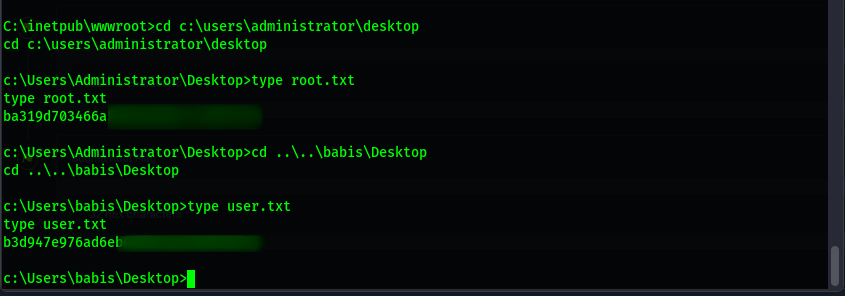 C:\inetpub\wwwroot>cd c:\users\administrator\desktop
cd c:\users\administrator\desktop
c:\Users\Administrator\Desktop>type root.txt
type root.txt
ba319d703466a
c:\Users\Administrator\Desktop>cd ..\..\babis\Desktop
cd ..\..\babis\Desktop
c:\Users\babis\Desktop>type user.txt
type user.txt
b3d947e976ad6eb
c:\Users\babis\Desktop>